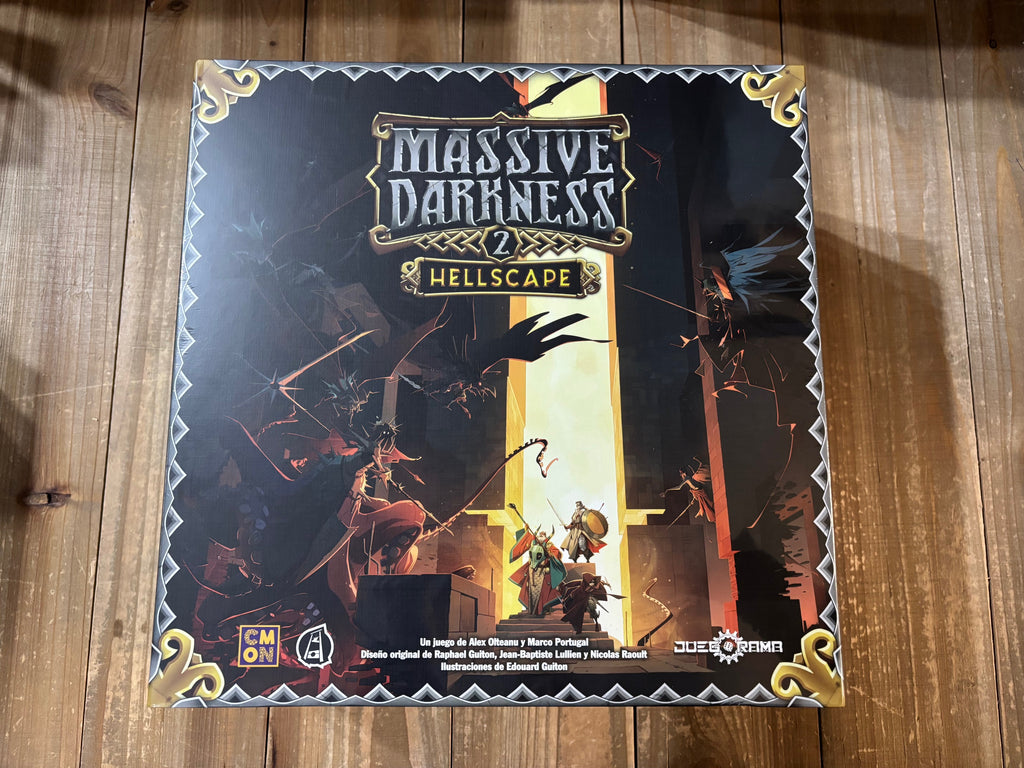 MASSIVE
DARKNESS
2
HELLSCAPE
CMON
Un juego de Alex Olteanu y Marco Portugal
Diseño original de Raphael Guiton, Jean-Baptiste Lullien y Nicolas Raoult
Ilustraciones de Edouard Guiton
JUEGORAMA